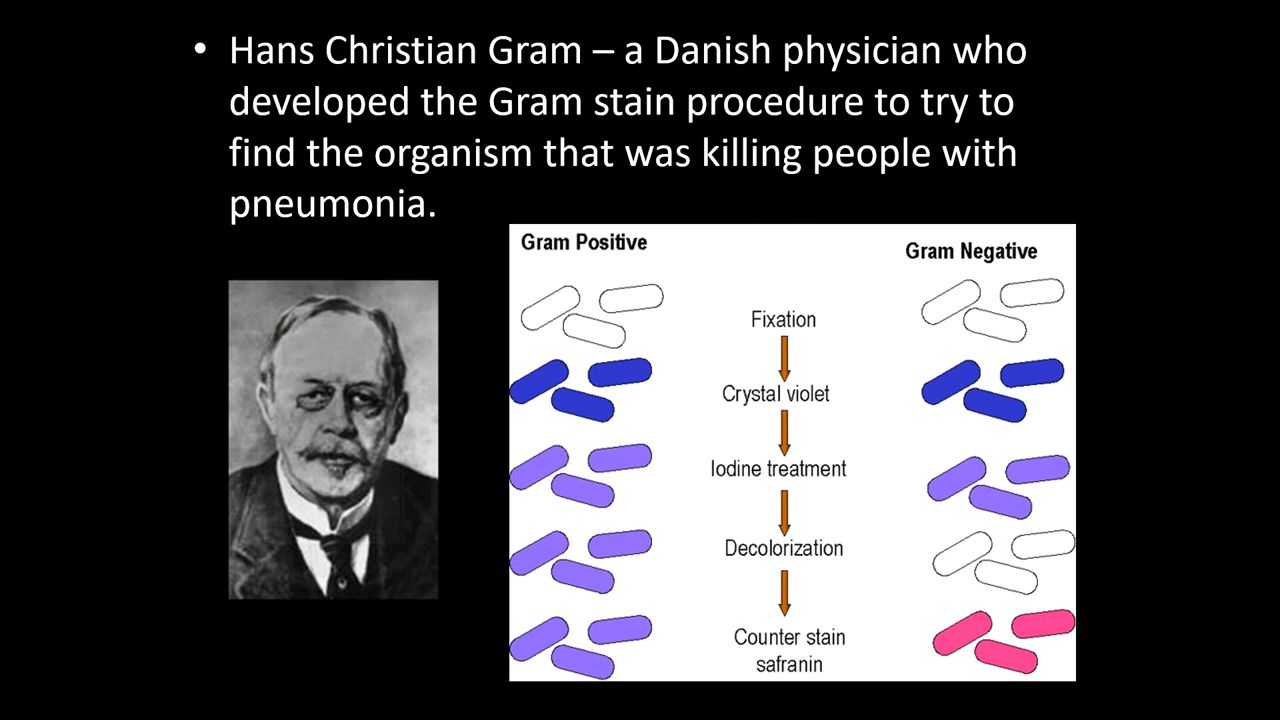 • Hans Christian Gram – a Danish physician who
developed the Gram stain procedure to try to
find the organism that was killing people with
pneumonia.
Gram Positive
Gram Negative
Fixation
Crystal violet
Iodine treatment
Decolorization
Counter stain
safranin